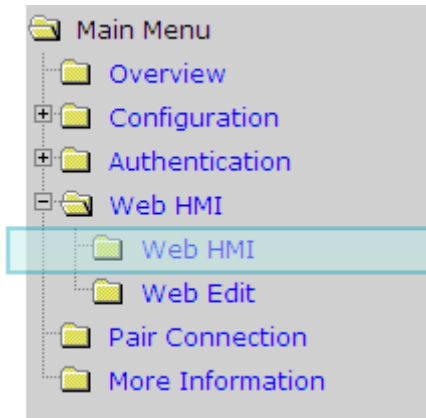 Main Menu
Overview
Configuration
Authentication
Web HMI
Web HMI
Web Edit
Pair Connection
More Information